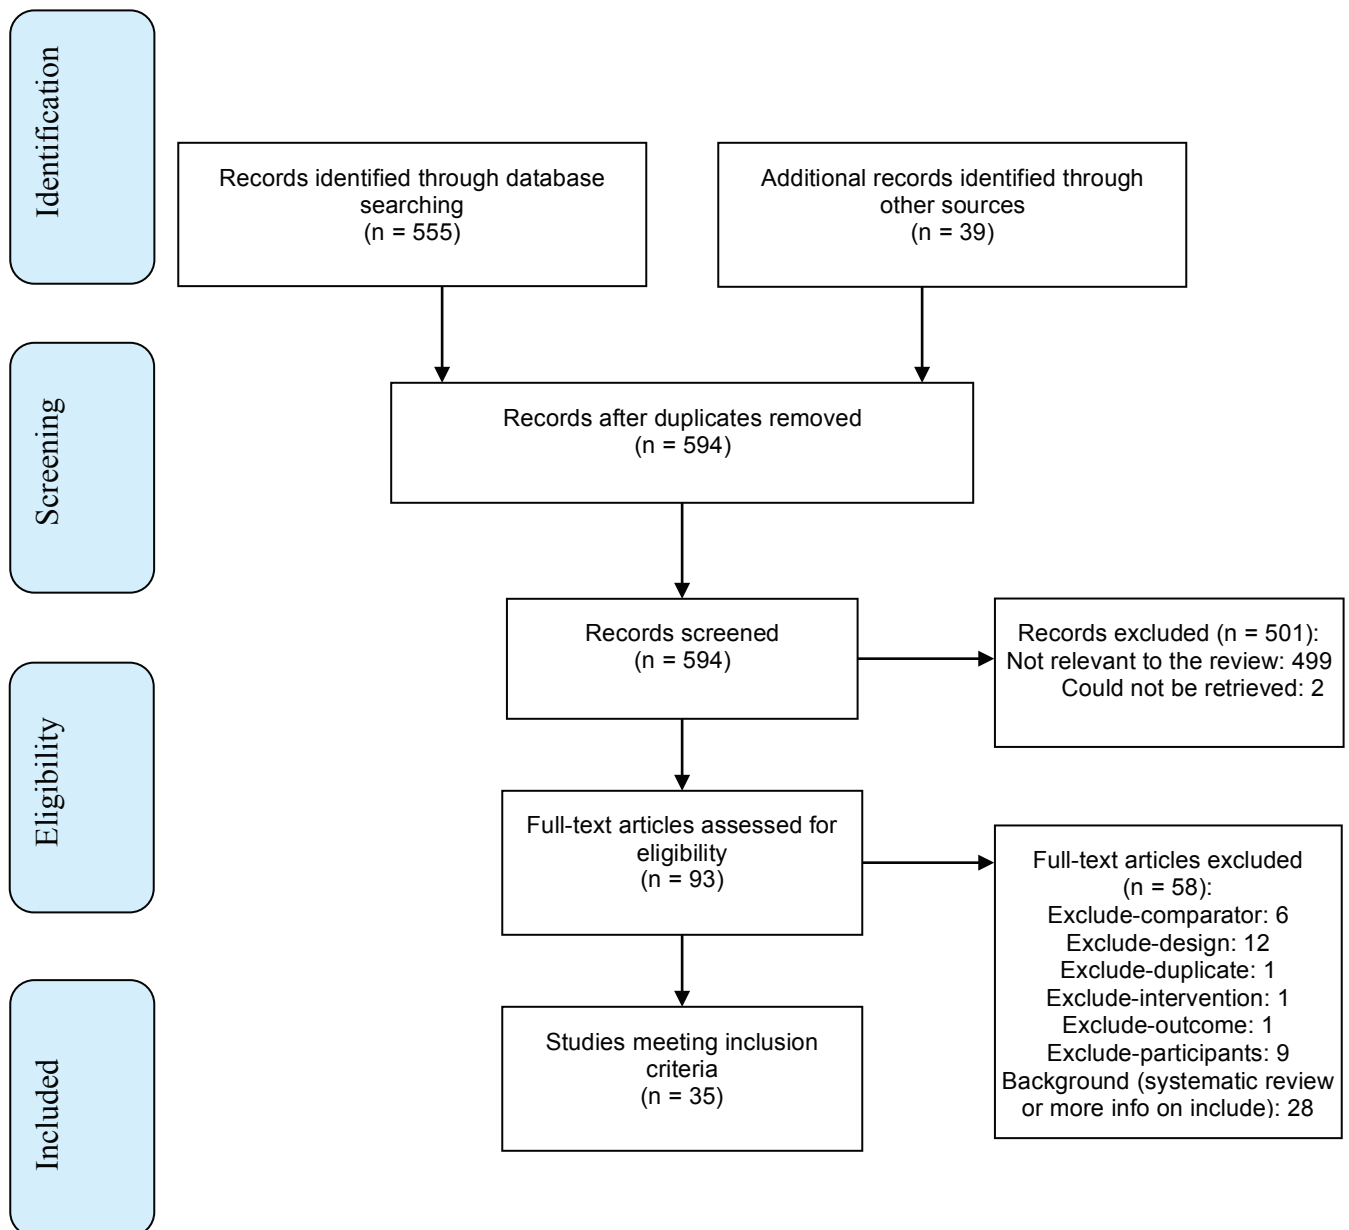 Identification
Records identified through database
searching
(n = 555)
Additional records identified through
other sources
(n = 39)
Screening
Records after duplicates removed
(n = 594)
Records screened
(n = 594)
Records excluded (n = 501):
Not relevant to the review: 499
Could not be retrieved: 2
Eligibility
Full-text articles assessed for
eligibility
(n = 93)
Full-text articles excluded
(n = 58):
Exclude-comparator: 6
Exclude-design: 12
Exclude-duplicate: 1
Exclude-intervention: 1
Exclude-outcome: 1
Exclude-participants: 9
Background (systematic review
or more info on include): 28
Included
Studies meeting inclusion
criteria
(n = 35)